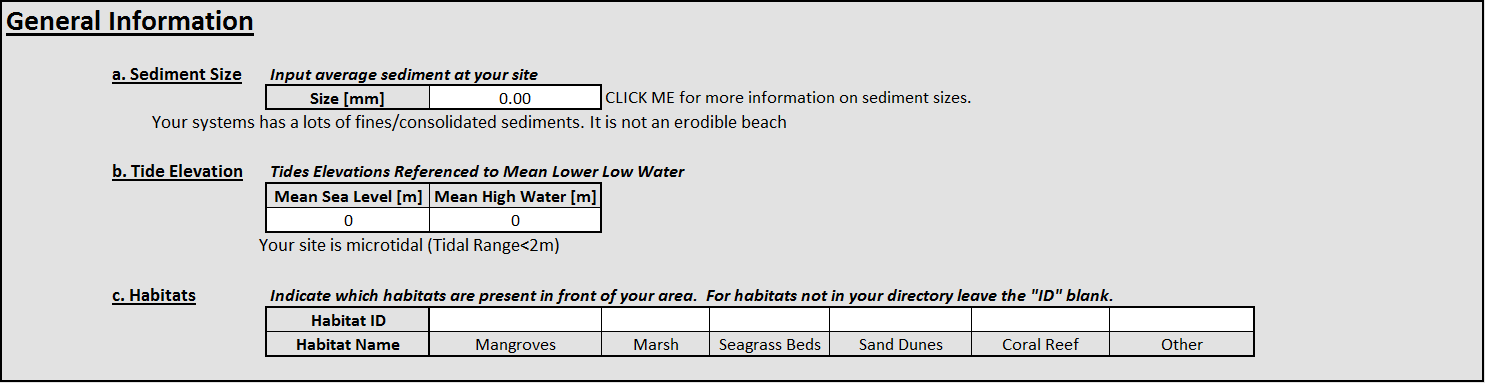 General Information
a. Sediment Size Input average sediment at your site
Size [mm] 0.00 CLICK ME for more information on sediment sizes.
Your systems has a lots of fines/consolidated sediments. It is not an erodible beach
b. Tide Elevation Tides Elevations Referenced to Mean Lower Low Water
Mean Sea Level [m] Mean High Water [m]
0 0
Your site is microtidal (Tidal Range<2m)
c. Habitats Indicate which habitats are present in front of your area. For habitats not in your directory leave the "ID" blank.
Habitat ID
Habitat Name Mangroves Marsh Seagrass Beds Sand Dunes Coral Reef Other